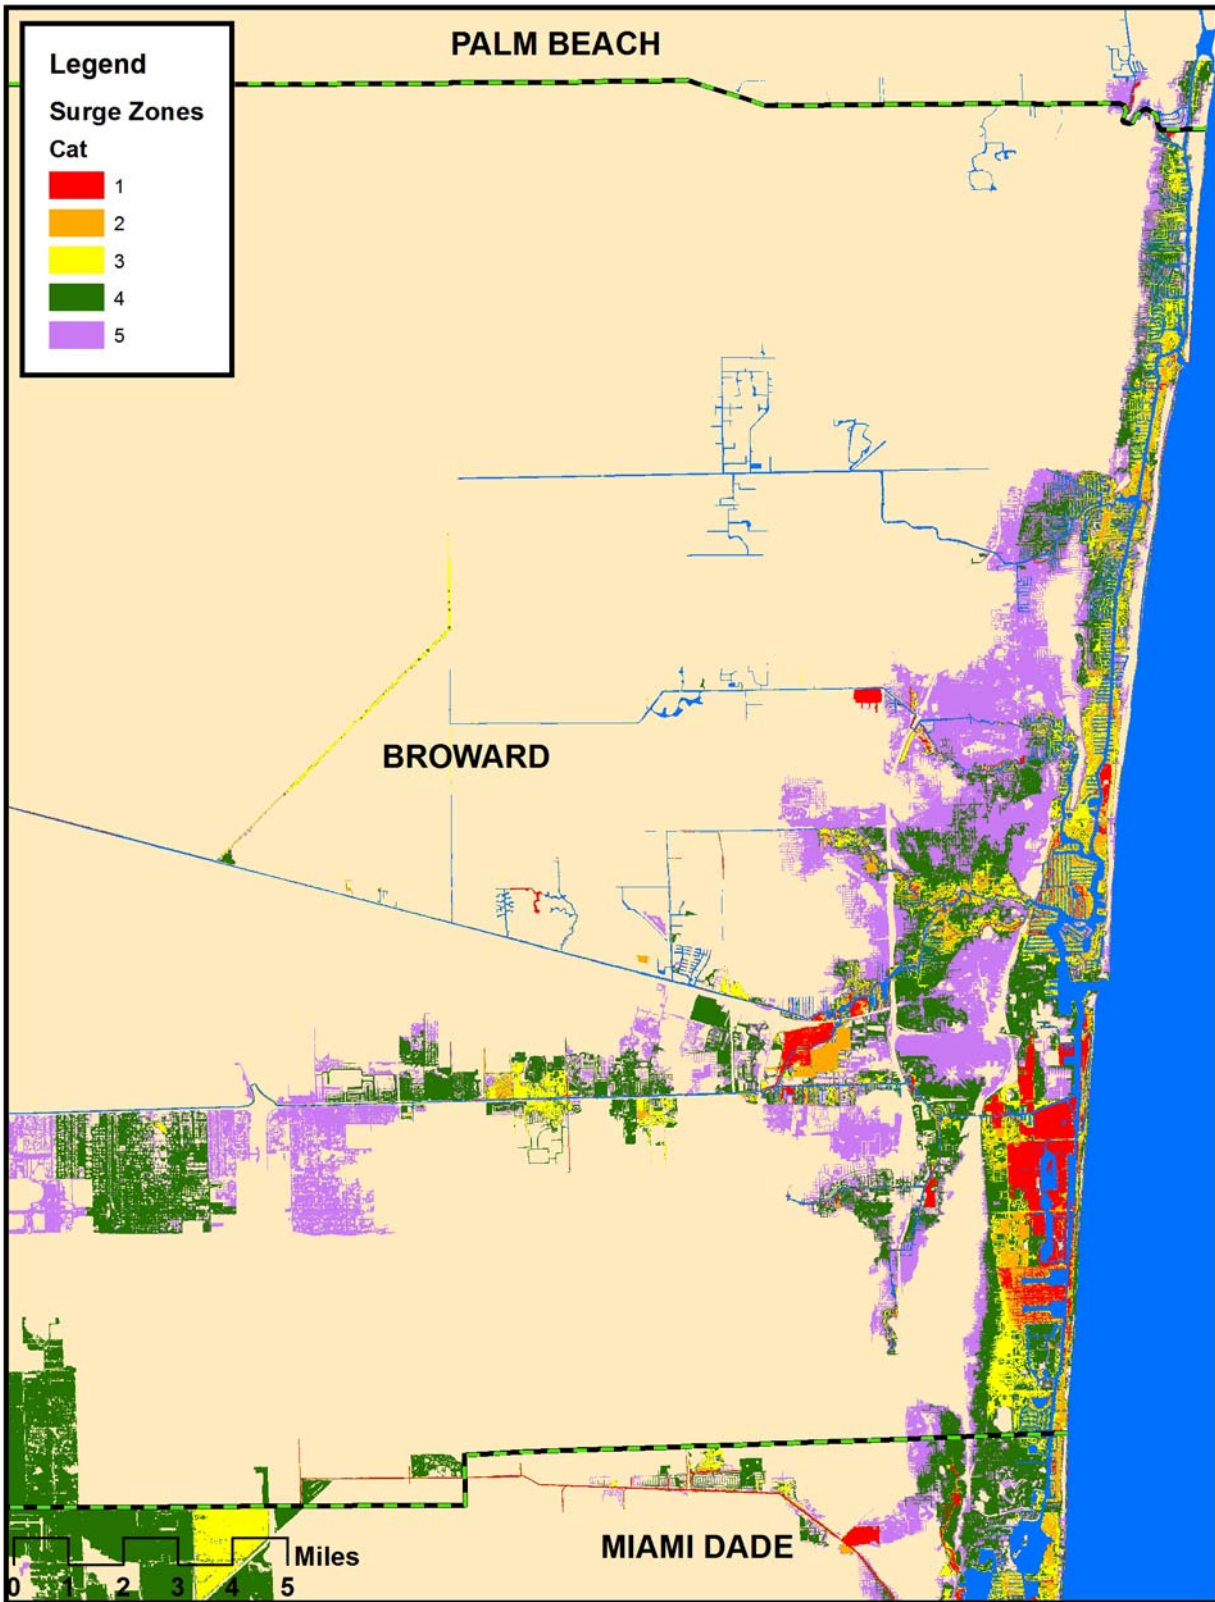 PALM BEACH
Legend
Surge Zones
Cat
1
2
3
4
5
BROWARD
MIAMI DADE
Miles
0 1 2 3 4 5